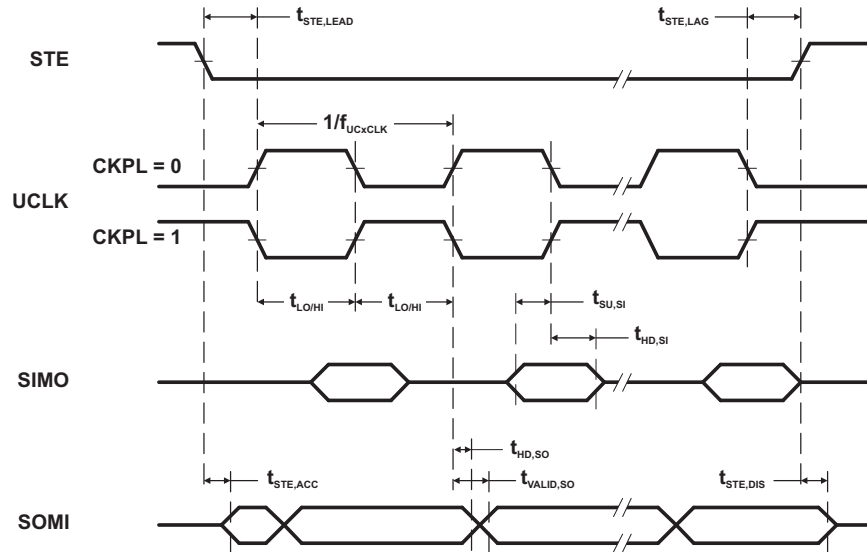 tSTE,LEAD
tSTE,LAG
STE
1/fUCxCLK
CKPL = 0
UCLK
CKPL = 1
tLO/HI
tLO/HI
tSU,SI
tHD,SI
SIMO
tHD,SO
tSTE,ACC
tVALID,SO
tSTE,DIS
SOMI